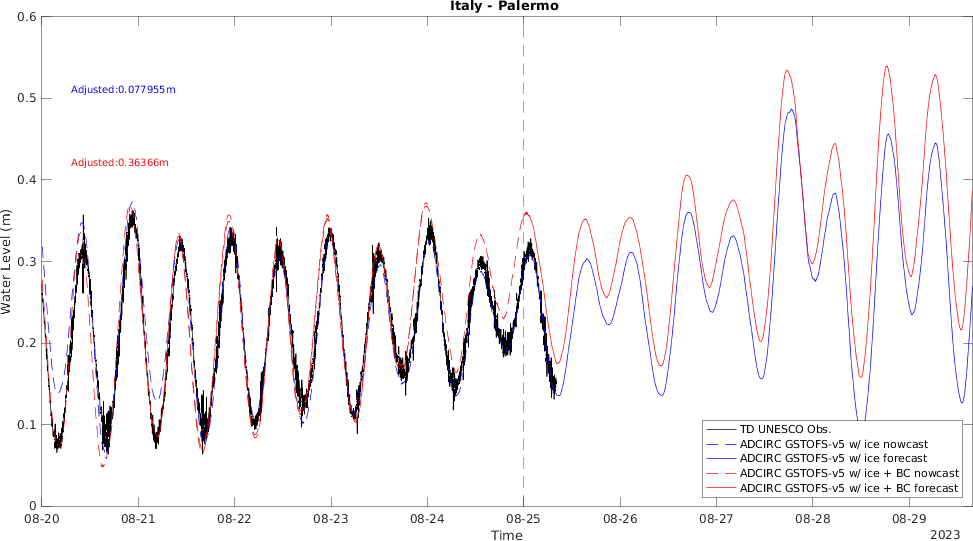 Italy - Palermo
0.6
0.5
0.4
0.3
0.2
0.1
0
Water Level (m)
Adjusted:0.077955m
Adjusted:0.36366m
TD UNESCO Obs.
ADCIRC GSTOFS-v5 w/ ice nowcast
ADCIRC GSTOFS-v5 w/ ice forecast
ADCIRC GSTOFS-v5 w/ ice + BC nowcast
ADCIRC GSTOFS-v5 w/ ice + BC forecast
08-20 08-21 08-22 08-23 08-24 08-25 08-26 08-27 08-28 08-29
Time
2023